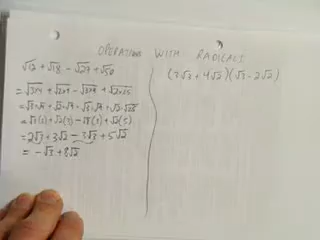 OPERATIONS WITH RADICALS
√12 + √18 - √27 + √50
= √3×4 + √2×9 - √3×9 + √2×25
= √3·√4 + √2·√9 - √3·√9 + √2·√25
= √3(2) + √2(3) - √3(3) + √2(5)
= 2√3 + 3√2 - 3√3 + 5√2
= -√3 + 8√2
(2√3 + 4√2)(√3 - 2√2)